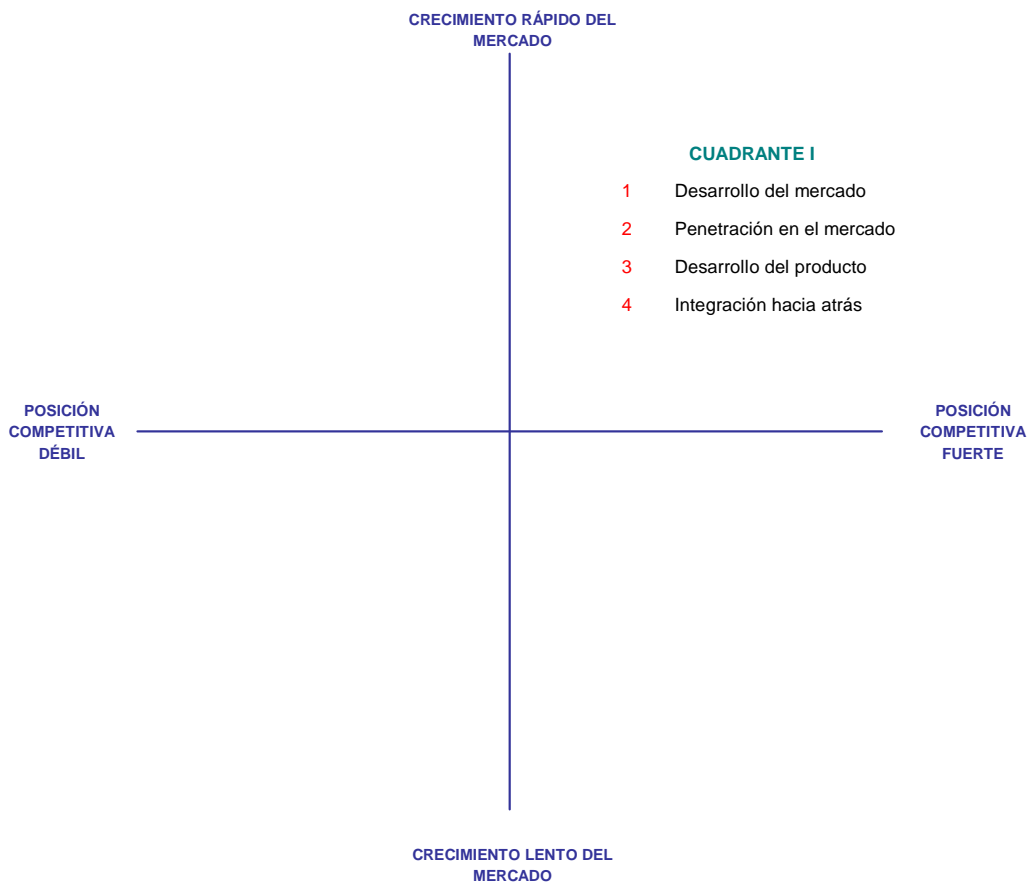 CRECIMIENTO RÁPIDO DEL
MERCADO
CUADRANTE I
1 Desarrollo del mercado
2 Penetración en el mercado
3 Desarrollo del producto
4 Integración hacia atrás
POSICIÓN
COMPETITIVA
DÉBIL
POSICIÓN
COMPETITIVA
FUERTE
CRECIMIENTO LENTO DEL
MERCADO